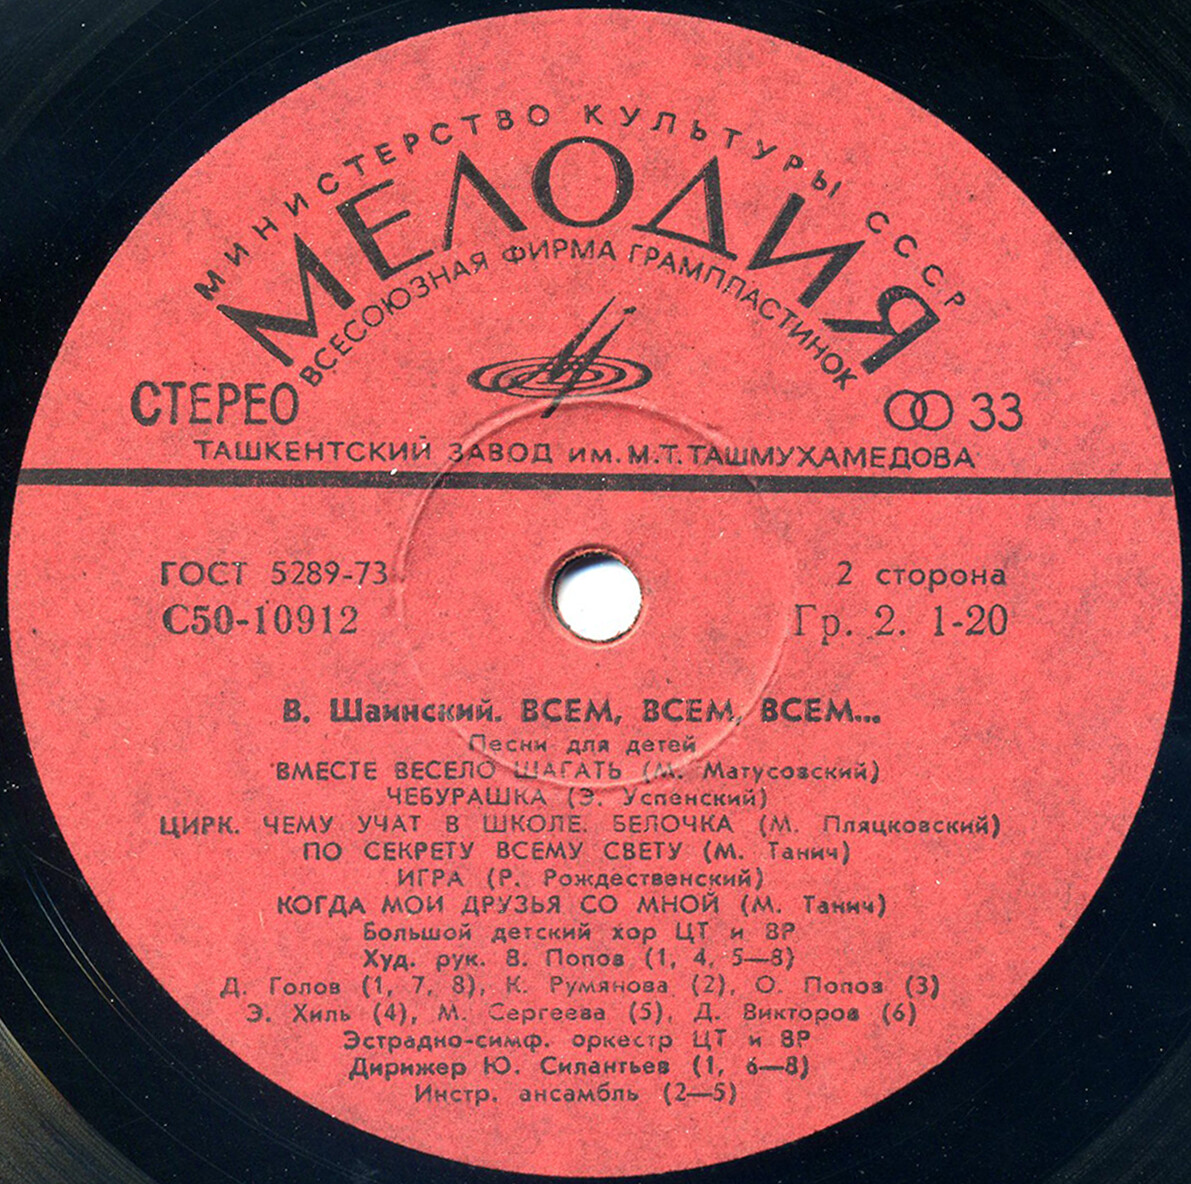 МИНИСТЕРСТВО КУЛЬТУРЫ СССР
МЕЛОДИЯ
ВСЕСОЮЗНАЯ ФИРМА ГРАМПЛАСТИНОК
СТЕРЕО
33
ТАШКЕНТСКИЙ ЗАВОД им. М.Т. ТАШМУХАМЕДОВА
ГОСТ 5289-73
2 сторона
С50-10912
Гр. 2. 1-20
В. Шаинский. ВСЕМ, ВСЕМ, ВСЕМ...
Песни для детей
ВМЕСТЕ ВЕСЕЛО ШАГАТЬ (М. Матусовский)
ЧЕБУРАШКА (Э. Успенский)
ЦИРК. ЧЕМУ УЧАТ В ШКОЛЕ. БЕЛОЧКА (М. Пляцковский)
ПО СЕКРЕТУ ВСЕМУ СВЕТУ (М. Танич)
ИГРА (Р. Рождественский)
КОГДА МОИ ДРУЗЬЯ СО МНОЙ (М. Танич)
Большой детский хор ЦТ и ВР
Худ. рук. В. Попов (1, 4, 5—8)
Д. Голов (1, 7, 8), К. Румянова (2), О. Попов (3)
Э. Хиль (4), М. Сергеева (5), Д. Викторов (6)
Эстрадно-симф. оркестр ЦТ и ВР
Дирижер Ю. Силантьев (1, 6—8)
Инстр. ансамбль (2—5)